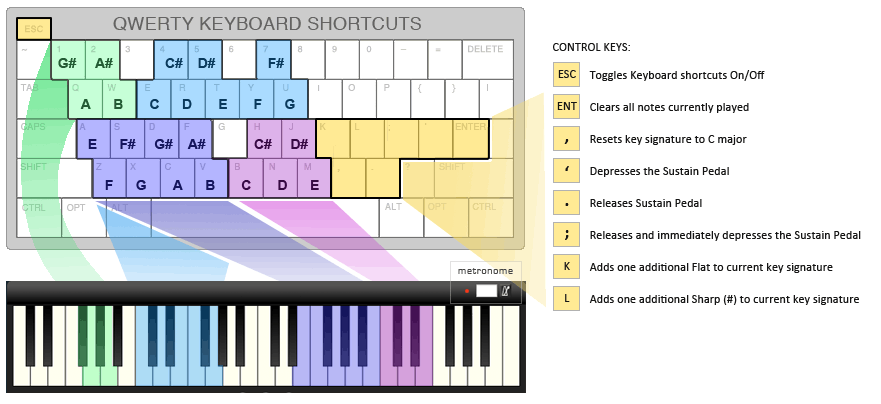 QWERTY KEYBOARD SHORTCUTS
ESC
~ 1 2 3 4 5 6 7 8 9 0 – = DELETE
G# A# C# D# F#
TAB Q W E R T Y U I O P { } |
A B C D E F G
CAPS A S D F G H J K L ; ' ENTER
E F# G# A# C# D#
SHIFT Z X C V B N M , . ? SHIFT
F G A B C D E
CTRL OPT ALT ALT OPT CTRL
metronome
CONTROL KEYS:
ESC Toggles Keyboard shortcuts On/Off
ENT Clears all notes currently played
, Resets key signature to C major
‘ Depresses the Sustain Pedal
. Releases Sustain Pedal
; Releases and immediately depresses the Sustain Pedal
K Adds one additional Flat to current key signature
L Adds one additional Sharp (#) to current key signature